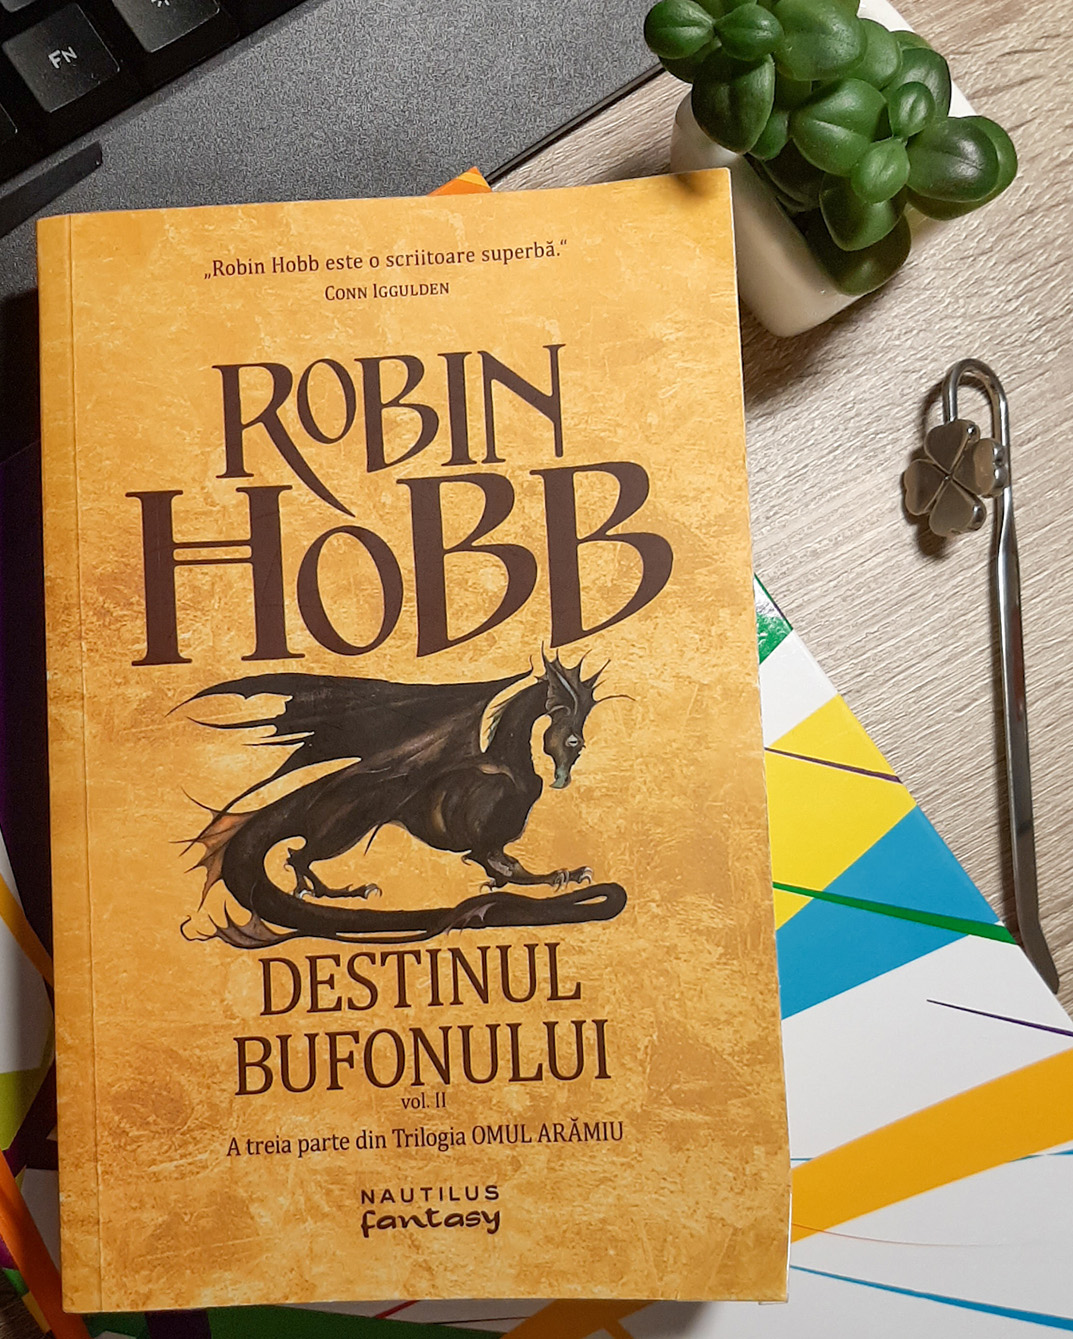 FN
„Robin Hobb este o scriitoare superbă.“
CONN IGGULDEN
ROBIN
HOBB
DESTINUL
BUFONULUI
vol. II
A treia parte din Trilogia OMUL ARĂMIU
NAUTILUS
fantasy